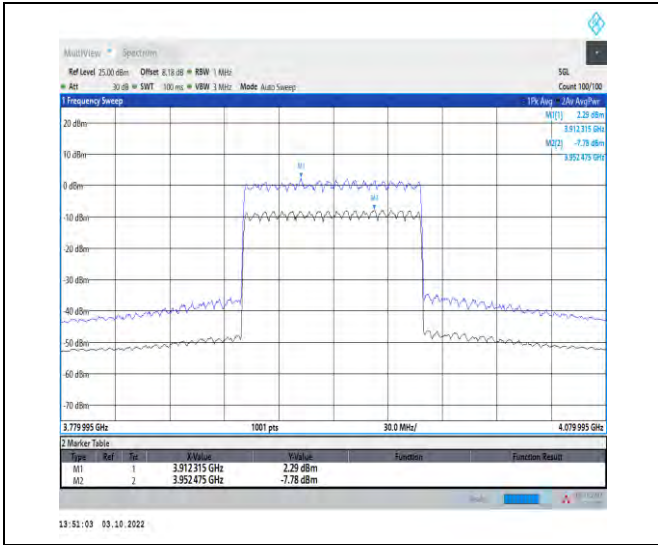 MultiView Spectrum
Ref Level 25.00 dBm Offset 8.18 dB RBW 1 MHz SGL
Att 30 dB SWT 100 ms VBW 3 MHz Mode Auto Sweep Count 100/100
1 Frequency Sweep 1Pk Avg 2Av AvgPwr
M1[1] 2.29 dBm
3.912 315 GHz
M2[2] -7.78 dBm
3.952 475 GHz
20 dBm
10 dBm
M1
0 dBm
M2
-10 dBm
-20 dBm
-30 dBm
-40 dBm
-50 dBm
-60 dBm
-70 dBm
3.779 995 GHz 1001 pts 30.0 MHz/ 4.079 995 GHz
2 Marker Table
Type Ref Trc X-Value Y-Value Function Function Result
M1 1 3.912 315 GHz 2.29 dBm
M2 2 3.952 475 GHz -7.78 dBm
13:51:03 03.10.2022